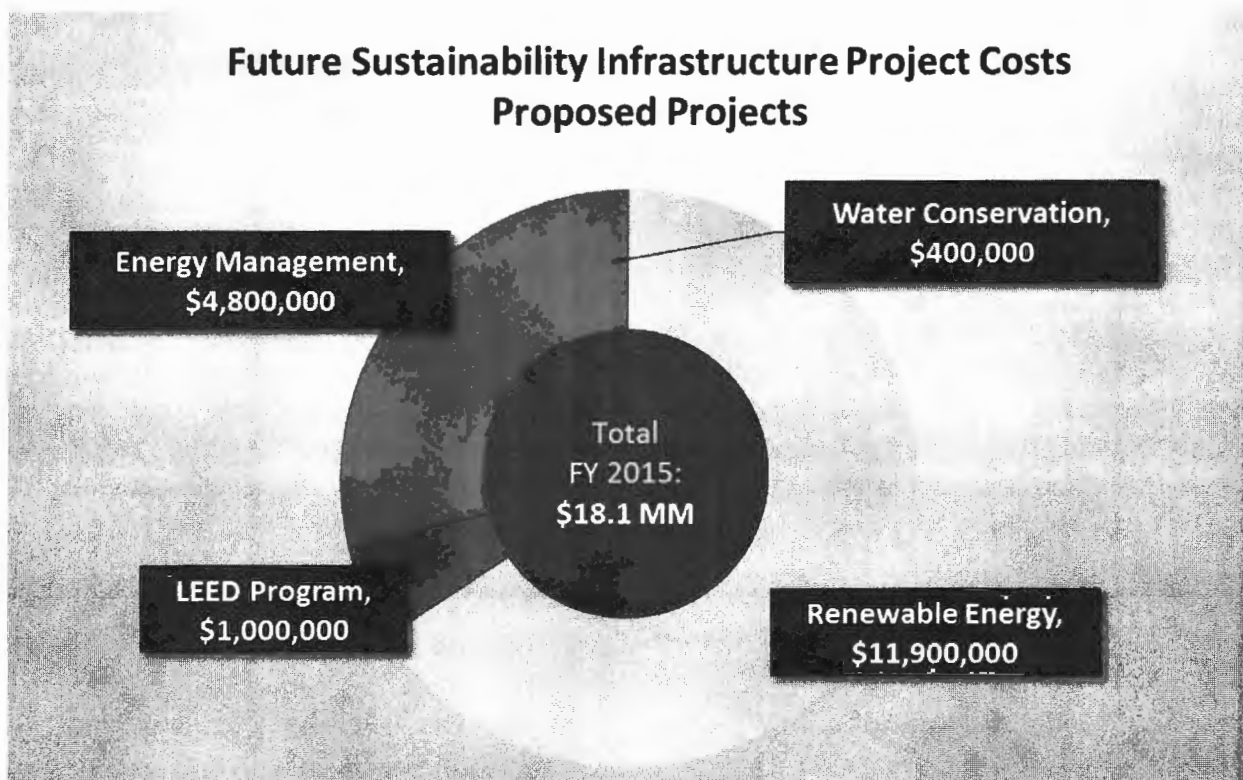 Future Sustainability Infrastructure Project Costs
Proposed Projects
Water Conservation,
$400,000
Energy Management,
$4,800,000
Total
FY 2015:
$18.1 MM
LEED Program,
$1,000,000
Renewable Energy,
$11,900,000